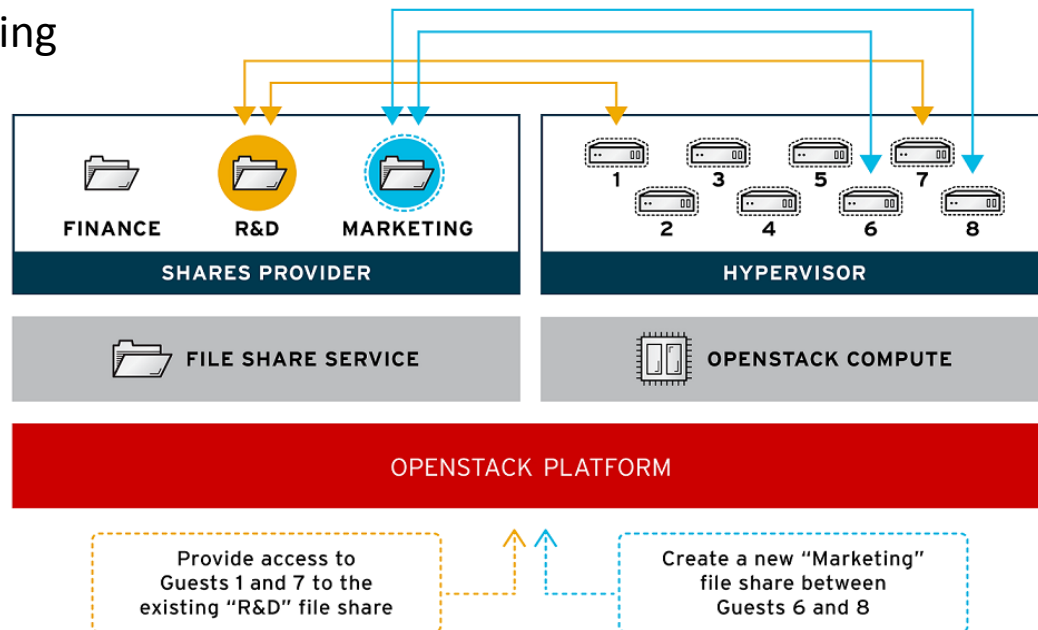 ing
FINANCE
R&D
MARKETING
SHARES PROVIDER
1
3
5
7
2
4
6
8
HYPERVISOR
FILE SHARE SERVICE
OPENSTACK COMPUTE
OPENSTACK PLATFORM
Provide access to
Guests 1 and 7 to the
existing “R&D” file share
Create a new “Marketing”
file share between
Guests 6 and 8